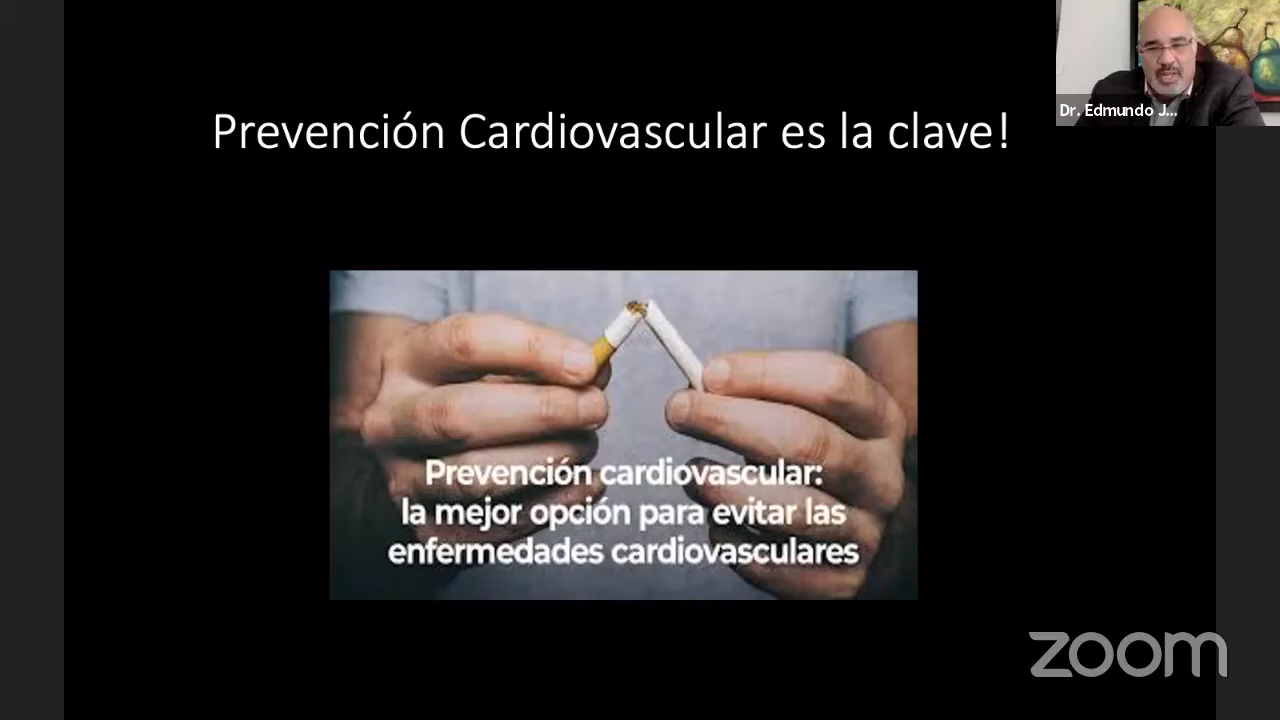 Prevención Cardiovascular es la clave!
Dr. Edmundo J...
Prevención cardiovascular:
la mejor opción para evitar las
enfermedades cardiovasculares
zoom